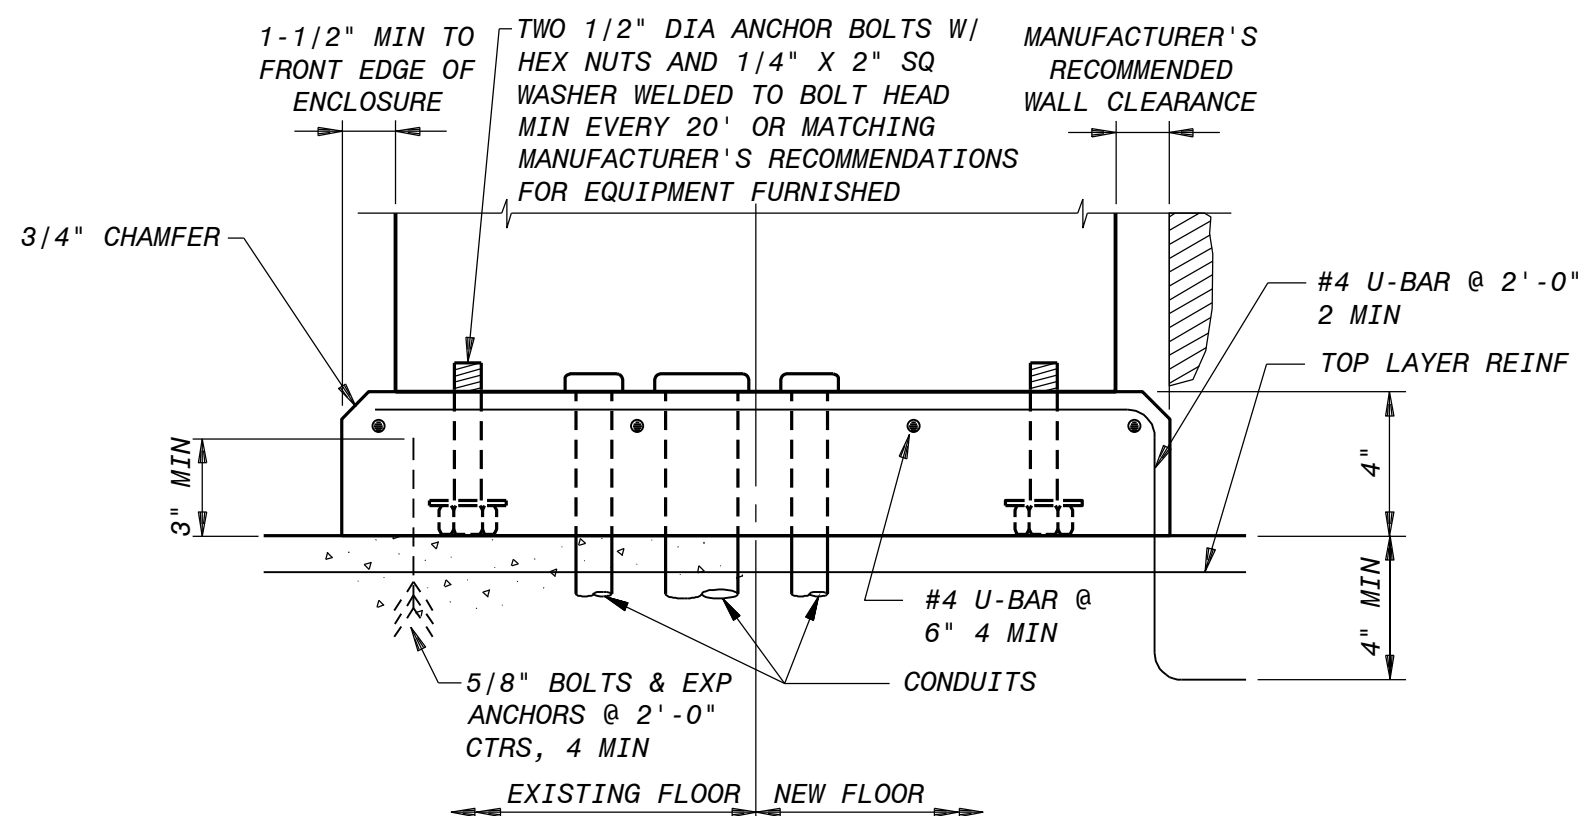 1-1/2" MIN TO
FRONT EDGE OF
ENCLOSURE
TWO 1/2" DIA ANCHOR BOLTS W/
HEX NUTS AND 1/4" X 2" SQ
WASHER WELDED TO BOLT HEAD
MIN EVERY 20' OR MATCHING
MANUFACTURER'S RECOMMENDATIONS
FOR EQUIPMENT FURNISHED
MANUFACTURER'S
RECOMMENDED
WALL CLEARANCE
3/4" CHAMFER
#4 U-BAR @ 2'-0"
2 MIN
TOP LAYER REINF
3" MIN
4"
4" MIN
#4 U-BAR @
6" 4 MIN
CONDUITS
5/8" BOLTS & EXP
ANCHORS @ 2'-0"
CTRS, 4 MIN
EXISTING FLOOR
NEW FLOOR